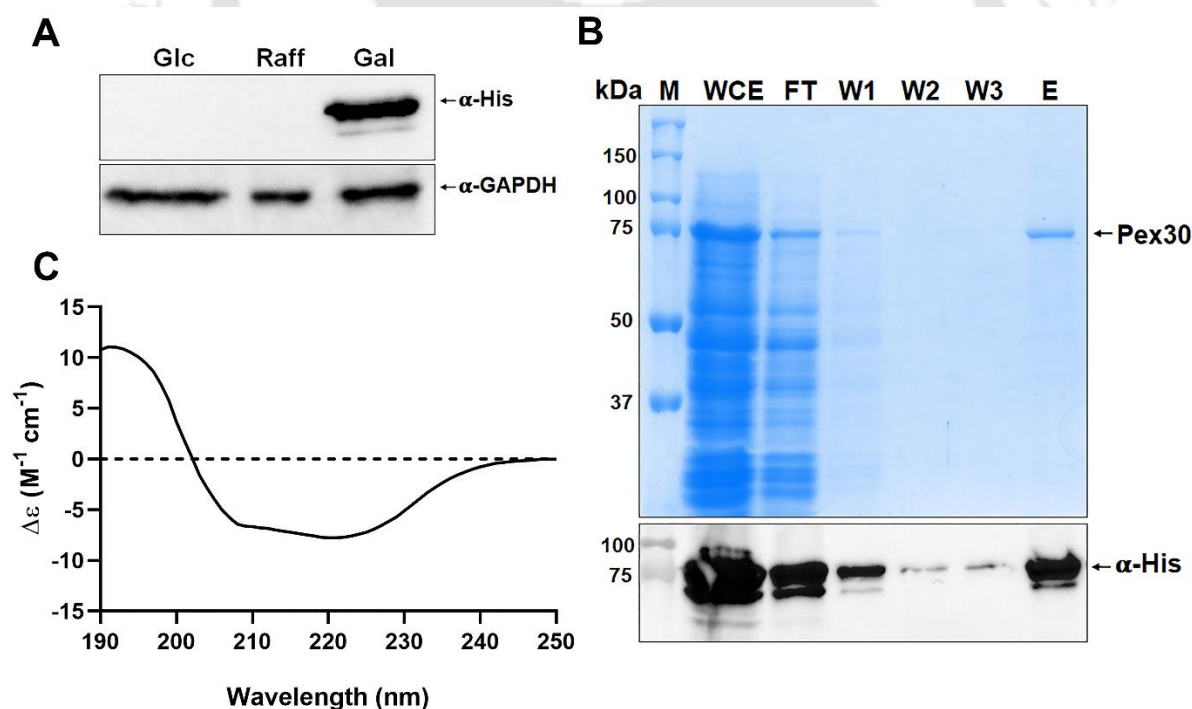 A
Glc Raff Gal
←α-His
←α-GAPDH
B
kDa M WCE FT W1 W2 W3 E
150
100
75
←Pex30
50
37
100
75
←α-His
C
Δε (M⁻¹ cm⁻¹)
15
10
5
0
-5
-10
-15
190 200 210 220 230 240 250
Wavelength (nm)